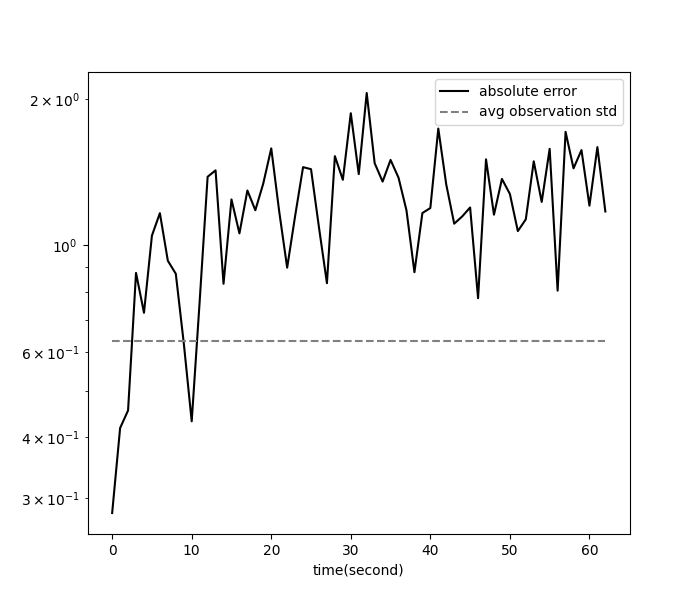 absolute error
avg observation std
2 × 10⁰
10⁰
6 × 10⁻¹
4 × 10⁻¹
3 × 10⁻¹
0 10 20 30 40 50 60
time(second)